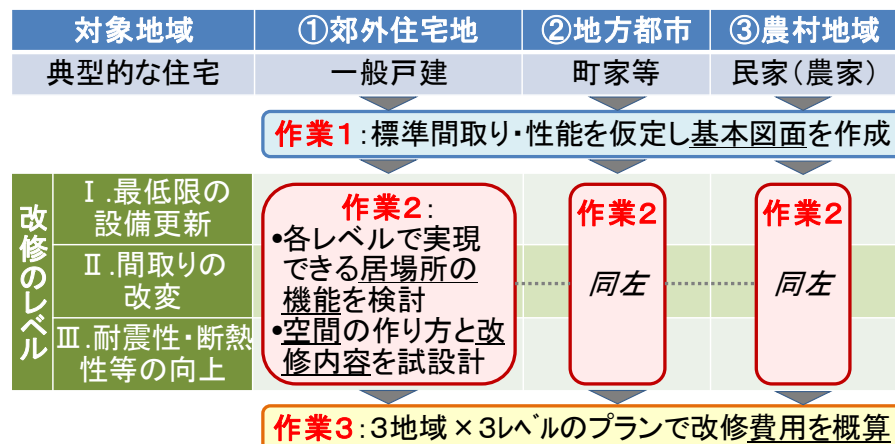 対象地域 ①郊外住宅地 ②地方都市 ③農村地域
典型的な住宅 一般戸建 町家等 民家（農家）
作業１：標準間取り・性能を仮定し基本図面を作成
改修のレベル
Ⅰ.最低限の
設備更新
Ⅱ.間取りの
改変
Ⅲ.耐震性・断熱
性等の向上
作業２：
•各レベルで実現
できる居場所の
機能を検討
•空間の作り方と改
修内容を試設計
作業２
同左
作業２
同左
作業３：３地域×３ﾚﾍﾞﾙのプランで改修費用を概算